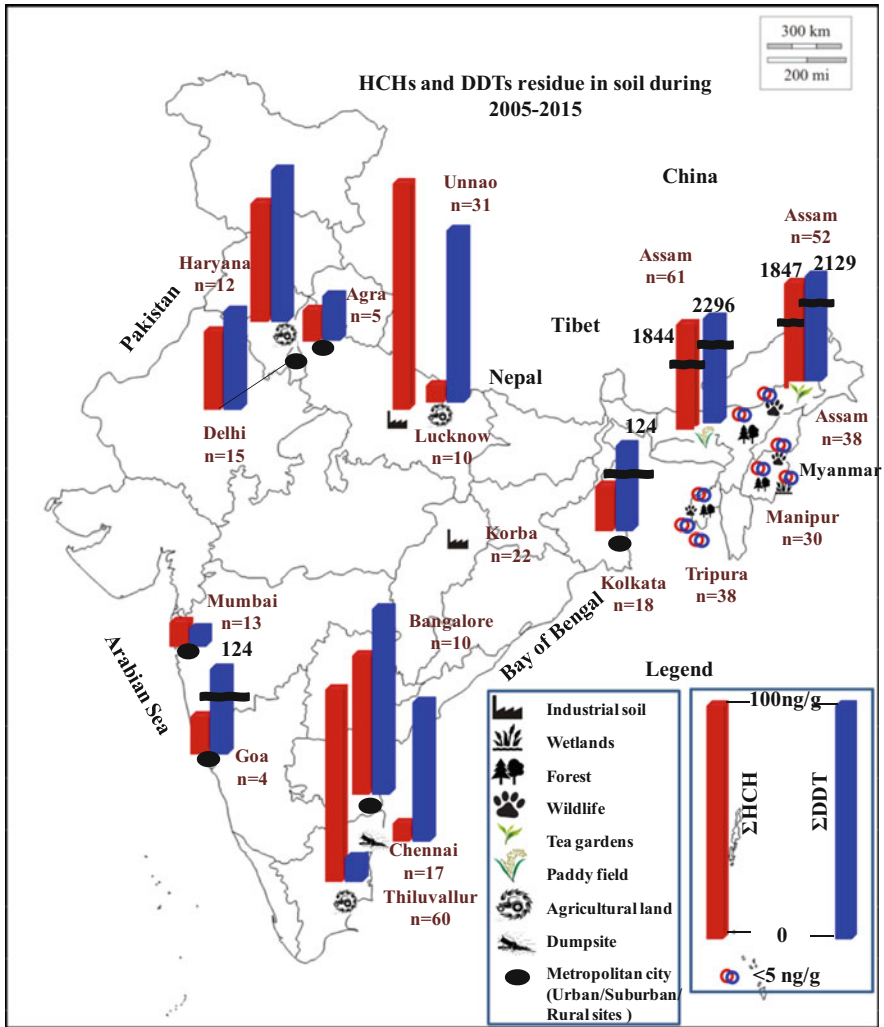 300 km
200 mi
HCHs and DDTs residue in soil during
2005-2015
China
Unnao
n=31
Assam
n=52
Assam
n=61
1847
2129
Haryana
n=12
Agra
n=5
Pakistan
2296
Tibet
1844
Nepal
Delhi
n=15
Lucknow
n=10
124
Assam
n=38
Myanmar
Manipur
n=30
Korba
n=22
Kolkata
n=18
Tripura
n=38
Mumbai
n=13
Bangalore
n=10
Bay of Bengal
124
Arabian Sea
Goa
n=4
Chennai
n=17
Thiluvallur
n=60
Legend
Industrial soil
Wetlands
Forest
Wildlife
Tea gardens
Paddy field
Agricultural land
Dumpsite
Metropolitan city
(Urban/Suburban/
Rural sites )
100ng/g
ΣHCH
ΣDDT
0
<5 ng/g